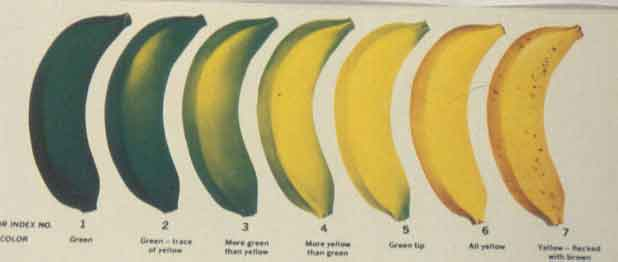 OR INDEX NO. 1 2 3 4 5 6 7
COLOR Green Green – trace More green More yellow Green tip All yellow Yellow – flecked
of yellow than yellow than green with brown